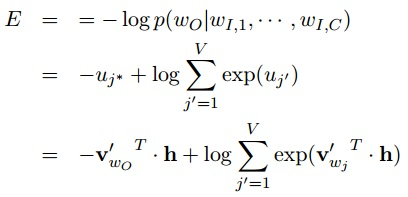 E = = − log p(w_O|w_{I,1}, ⋯ , w_{I,C})
= −u_{j*} + log ∑_{j′=1}^{V} exp(u_{j′})
= −v′_{w_O}^T · h + log ∑_{j′=1}^{V} exp(v′_{w_j}^T · h)